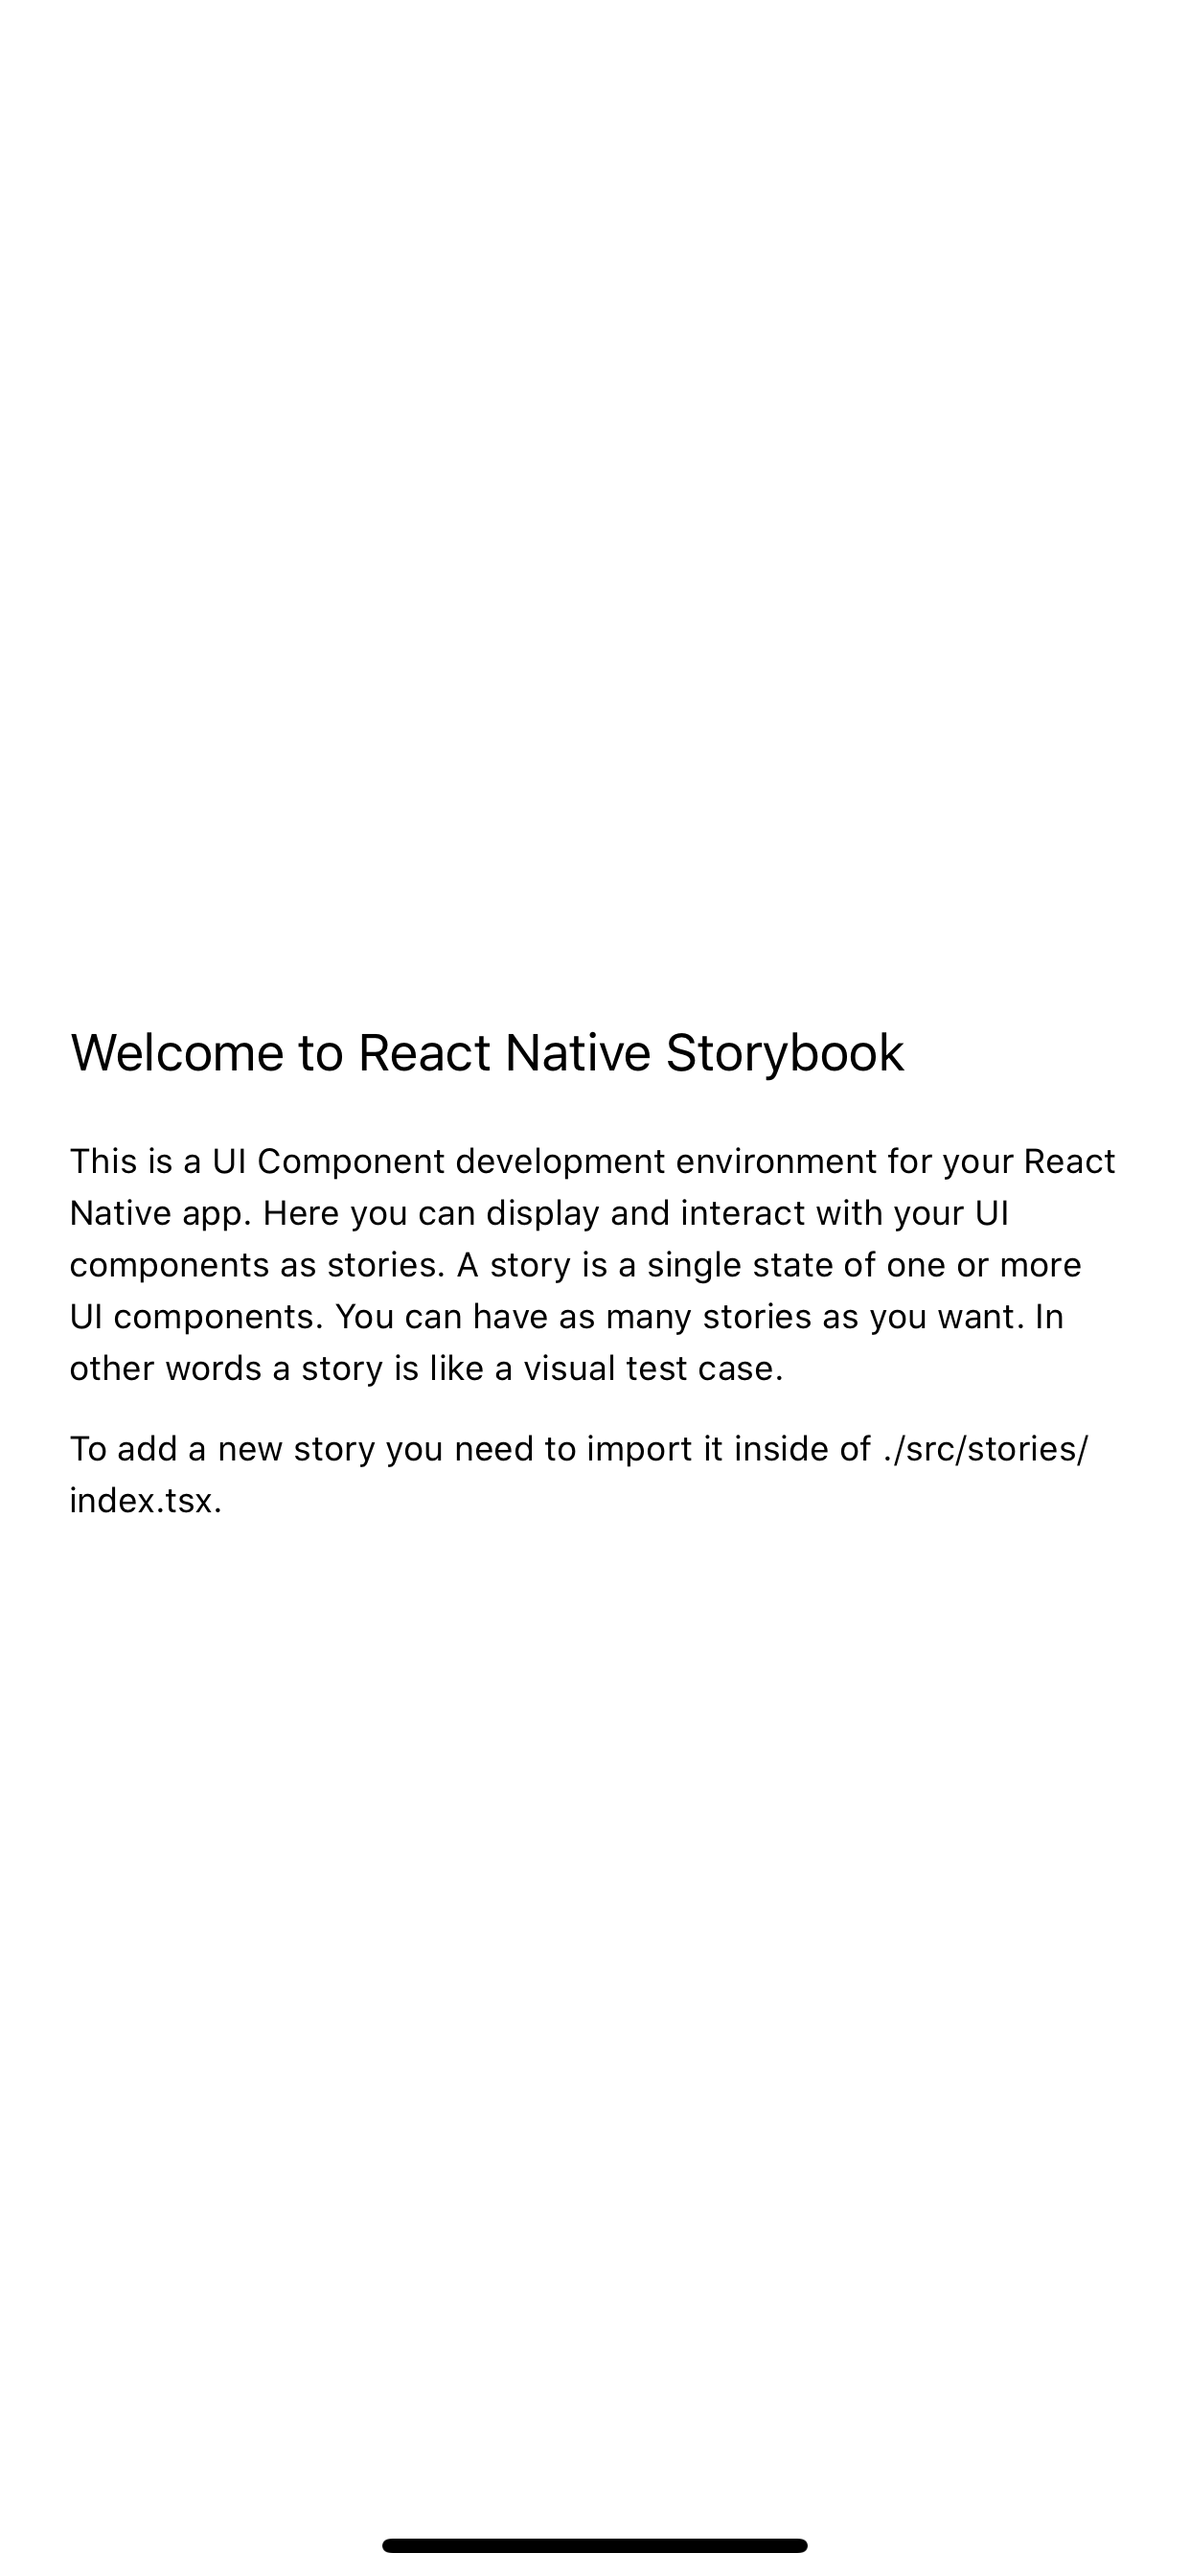 Welcome to React Native Storybook
This is a UI Component development environment for your React
Native app. Here you can display and interact with your UI
components as stories. A story is a single state of one or more
UI components. You can have as many stories as you want. In
other words a story is like a visual test case.
To add a new story you need to import it inside of ./src/stories/
index.tsx.